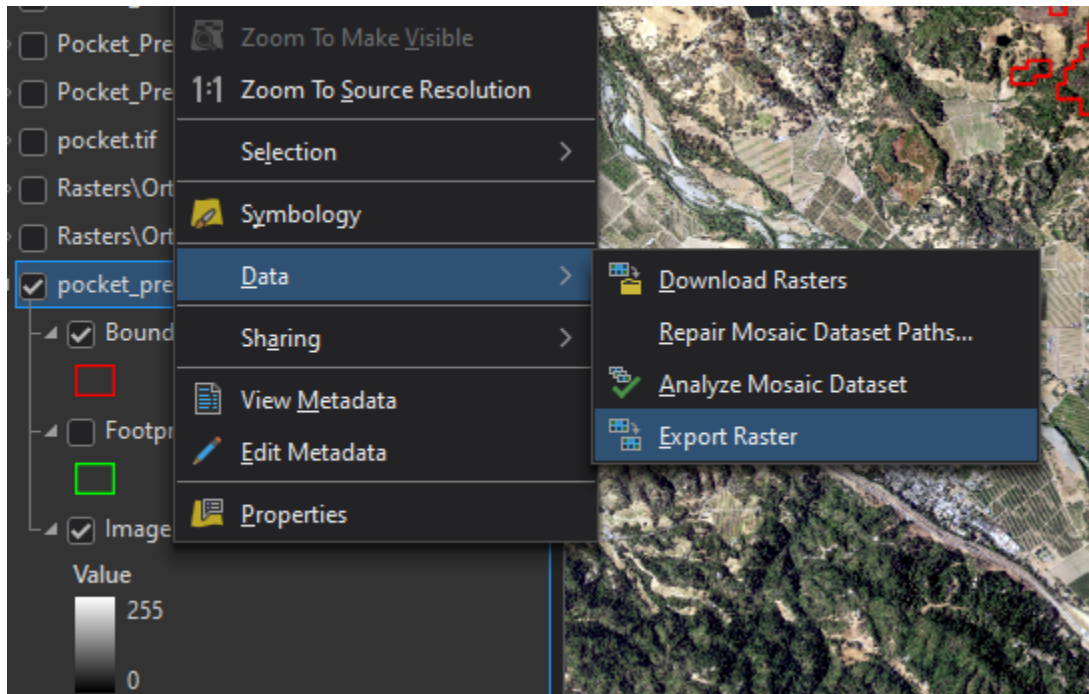 Pocket_Pre
Pocket_Pre
pocket.tif
Rasters\Ort
Rasters\Ort
pocket_pre
Bound
Footpr
Image
Value
255
0
Zoom To Make Visible
1:1 Zoom To Source Resolution
Selection
Symbology
Data
Sharing
View Metadata
Edit Metadata
Properties
Download Rasters
Repair Mosaic Dataset Paths...
Analyze Mosaic Dataset
Export Raster